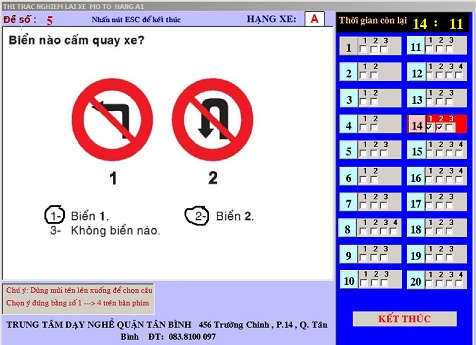 THI TRAC NGHIEM LAI XE MO TO HANG A1
Đề số : 5 Nhấn nút ESC để kết thúc HẠNG XE: A Thời gian còn lại 14 : 11
Biển nào cấm quay xe?
1 2
1- Biển 1. 2- Biển 2.
3- Không biển nào.
Chú ý: Dùng mũi tên lên xuống để chọn câu
Chọn ý đúng bằng số 1 ---> 4 trên bàn phím
TRUNG TÂM DẠY NGHỀ QUẬN TÂN BÌNH 456 Trường Chinh , P.14 , Q. Tân
Bình ĐT: 083.8100 097
1 1 2 3 11 1 2 3
2 1 2 12 1 2 3 4
3 1 2 13 1 2 3
4 1 2 14 1 2 3
5 1 2 3 15 1 2 3 4
6 1 2 16 1 2 3
7 1 2 3 17 1 2 3
8 1 2 3 4 18 1 2 3
9 1 2 3 19 1 2 3
10 1 2 20 1 2 3
KẾT THÚC